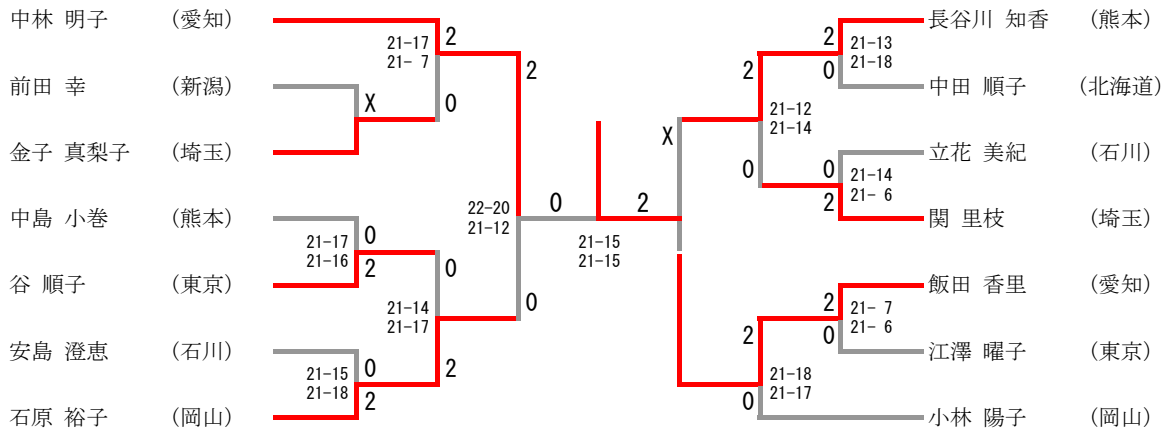 中林 明子 (愛知)
前田 幸 (新潟)
金子 真梨子 (埼玉)
中島 小巻 (熊本)
谷 順子 (東京)
安島 澄恵 (石川)
石原 裕子 (岡山)
21-17 2
21- 7
X 0
21-17 0
21-16 2
21-14 0
21-17 2
21-15 0
21-18 2
2
22-20
21-12
0
0 2
21-15
21-15
X
2
21-12
21-14
0
2 21-13
0 21-18
0 21-14
2 21- 6
2 21- 7
0 21- 6
2
21-18
21-17
0
長谷川 知香 (熊本)
中田 順子 (北海道)
立花 美紀 (石川)
関 里枝 (埼玉)
飯田 香里 (愛知)
江澤 曜子 (東京)
小林 陽子 (岡山)